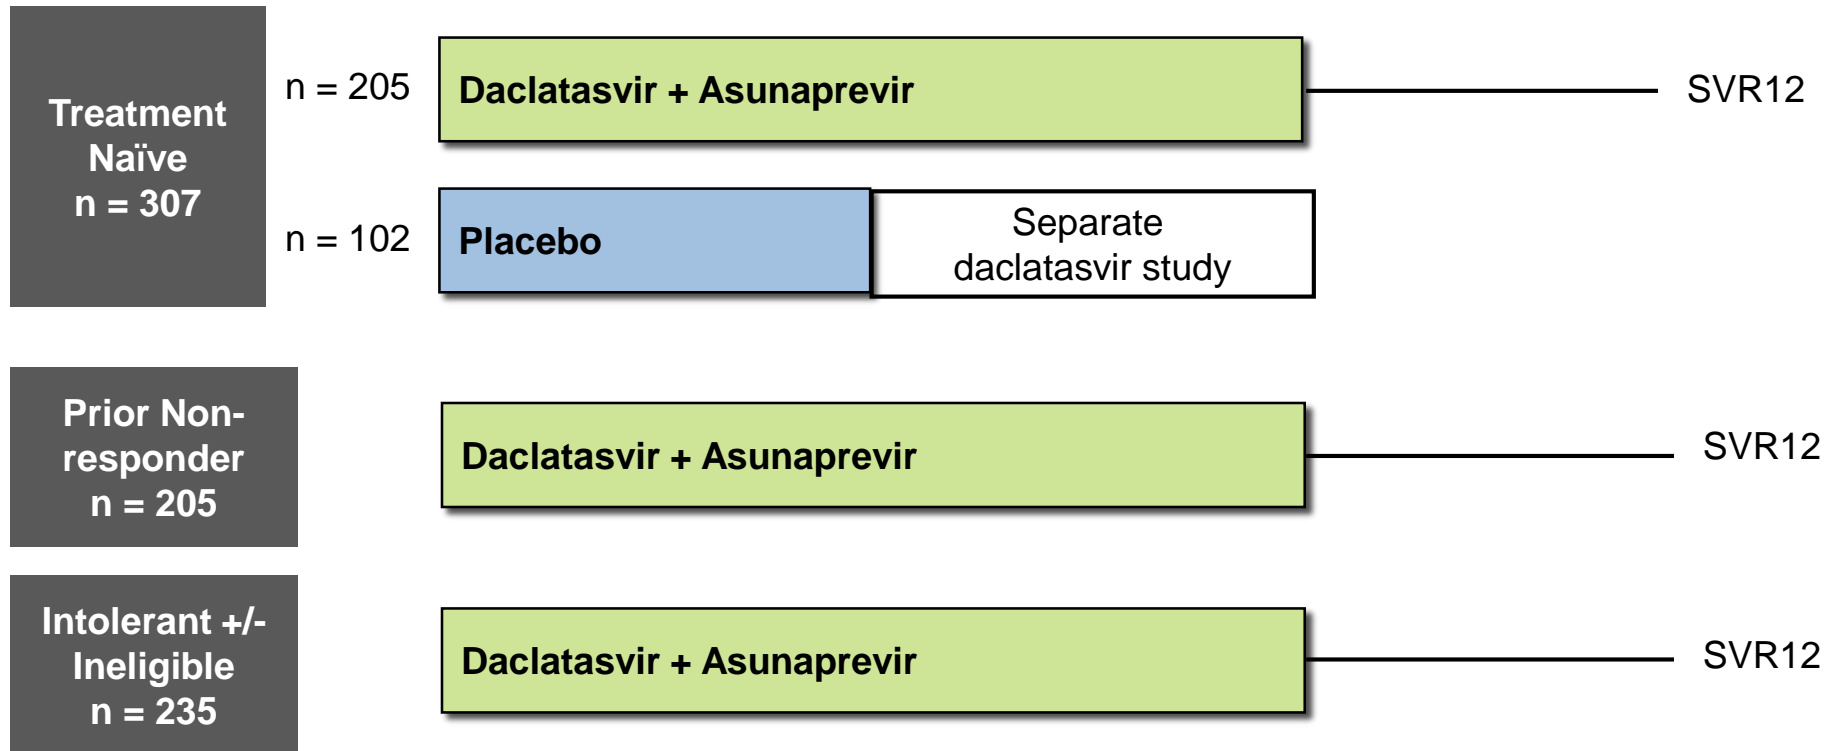 Treatment
Naïve
n = 307
n = 205
Daclatasvir + Asunaprevir
SVR12
n = 102
Placebo
Separate
daclatasvir study
Prior Non-
responder
n = 205
Daclatasvir + Asunaprevir
SVR12
Intolerant +/-
Ineligible
n = 235
Daclatasvir + Asunaprevir
SVR12